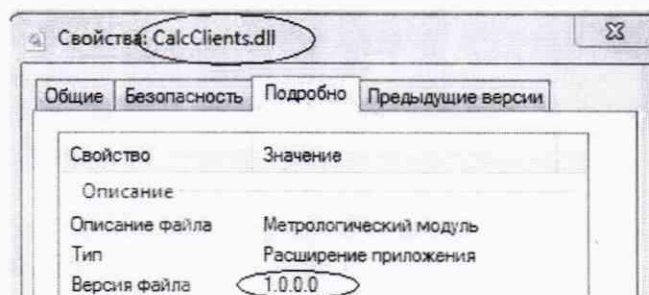 Свойства: CalcClients.dll
Общие Безопасность Подробно Предыдущие версии
Свойство Значение
Описание
Описание файла Метрологический модуль
Тип Расширение приложения
Версия файла 1.0.0.0